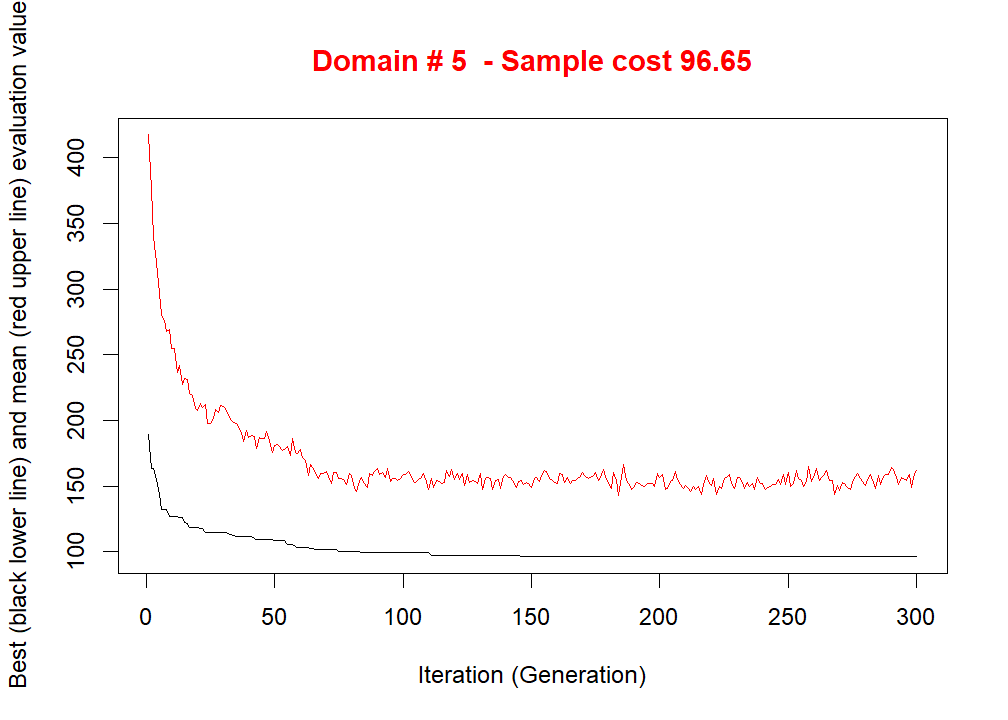 Domain # 5  - Sample cost 96.65
Best (black lower line) and mean (red upper line) evaluation value
400
350
300
250
200
150
100
0 50 100 150 200 250 300
Iteration (Generation)